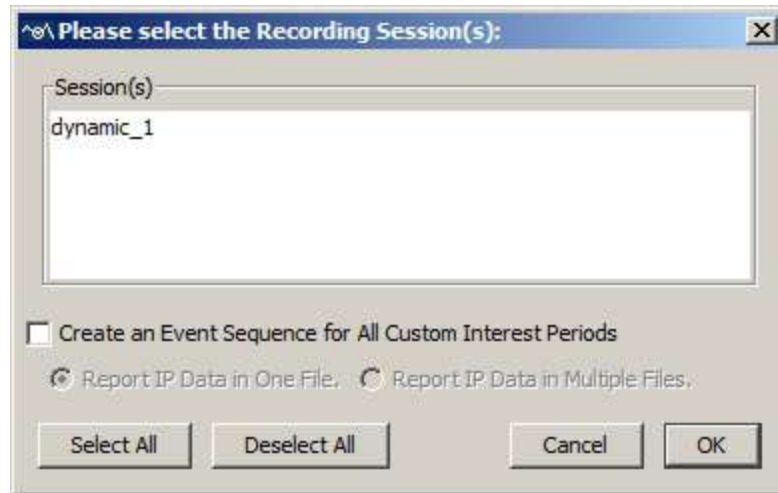 Please select the Recording Session(s):
Session(s)
dynamic_1
Create an Event Sequence for All Custom Interest Periods
Report IP Data in One File. Report IP Data in Multiple Files.
Select All Deselect All Cancel OK